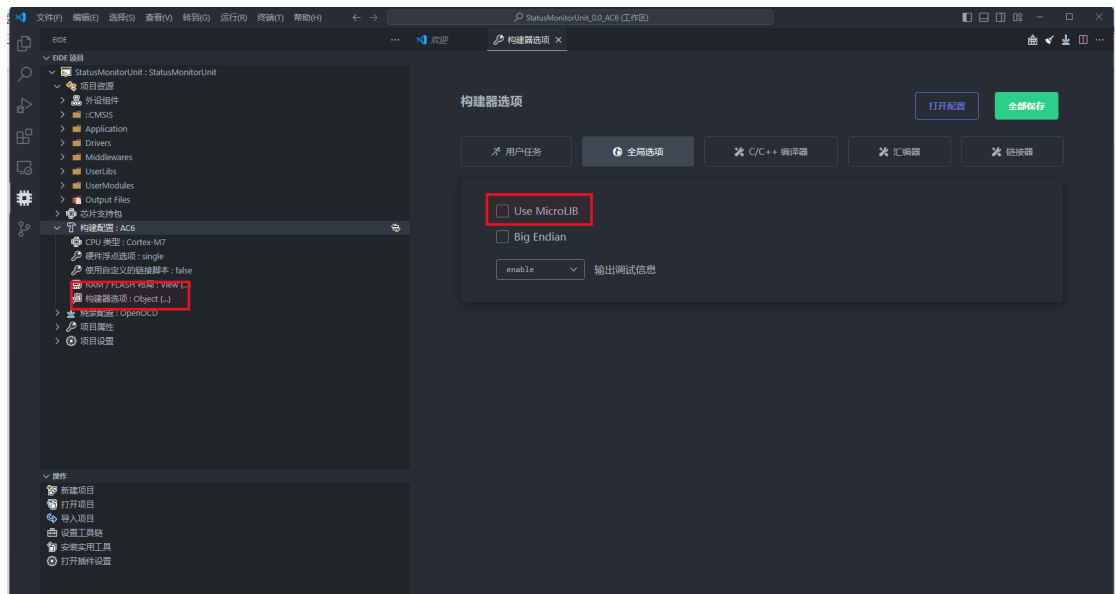 文件(F) 编辑(E) 选择(S) 查看(V) 转到(G) 运行(R) 终端(T) 帮助(H)
StatusMonitorUnit_0.0_AC6 (工作区)
EIDE
欢迎
构建器选项
EIDE 项目
StatusMonitorUnit : StatusMonitorUnit
项目资源
外设组件
::CMSIS
Application
Drivers
Middlewares
UserLibs
UserModules
Output Files
芯片支持包
构建配置 : AC6
CPU 类型 : Cortex-M7
硬件浮点选项 : single
使用自定义的链接脚本 : false
RAM / FLASH 布局 : View (...)
构建器选项 : Object (...)
烧录配置 : OpenOCD
项目属性
项目设置
构建器选项
打开配置
全部保存
用户任务
全局选项
C/C++ 编译器
汇编器
链接器
Use MicroLIB
Big Endian
enable
输出调试信息
操作
新建项目
打开项目
导入项目
设置工具链
安装实用工具
打开插件设置